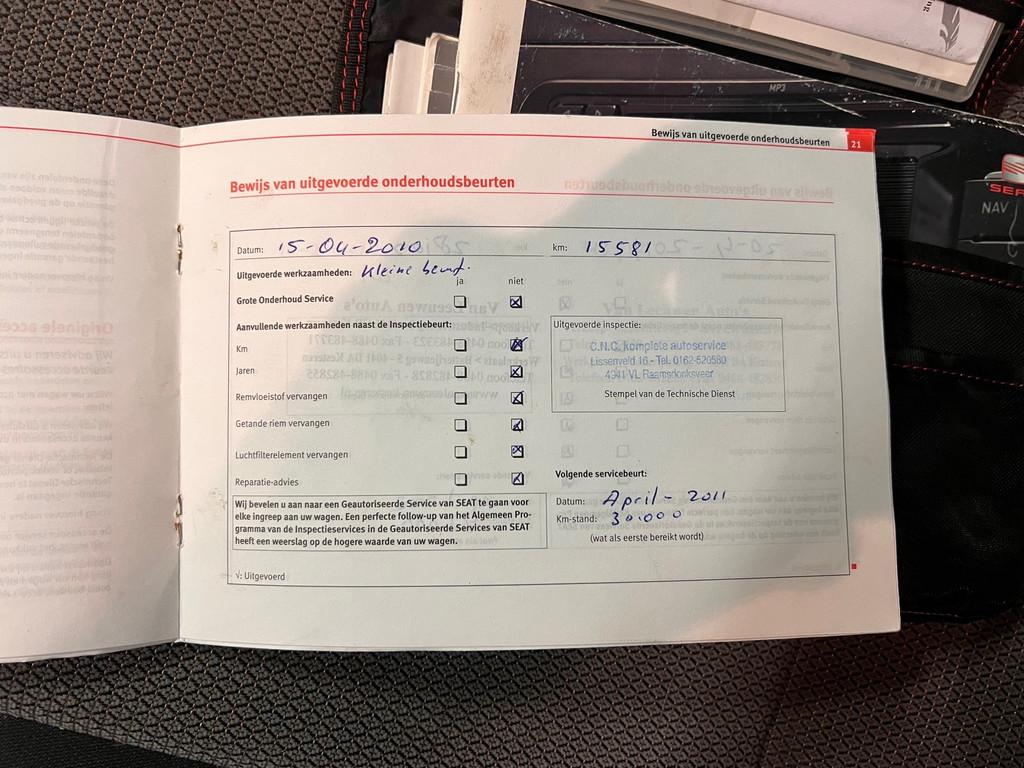 MP3
NAV
Bewijs van uitgevoerde onderhoudsbeurten 21
Bewijs van uitgevoerde onderhoudsbeurten
Datum: 15-04-2010 km: 15581
Uitgevoerde werkzaamheden: Kleine beurt.
ja niet
Grote Onderhoud Service
Aanvullende werkzaamheden naast de Inspectiebeurt:
Km
Jaren
Remvloeistof vervangen
Getande riem vervangen
Luchtfilterelement vervangen
Reparatie-advies
Uitgevoerde inspectie:
C.N.C. komplete autoservice
Lissenveld 16 - Tel. 0162-520580
4941 VL Raamsdonksveer
Stempel van de Technische Dienst
Volgende servicebeurt:
Datum: April - 2011
Km-stand: 30.000
(wat als eerste bereikt wordt)
Wij bevelen u aan naar een Geautoriseerde Service van SEAT te gaan voor
elke ingreep aan uw wagen. Een perfecte follow-up van het Algemeen Pro-
gramma van de Inspectieservices in de Geautoriseerde Services van SEAT
heeft een weerslag op de hogere waarde van uw wagen.
√: Uitgevoerd